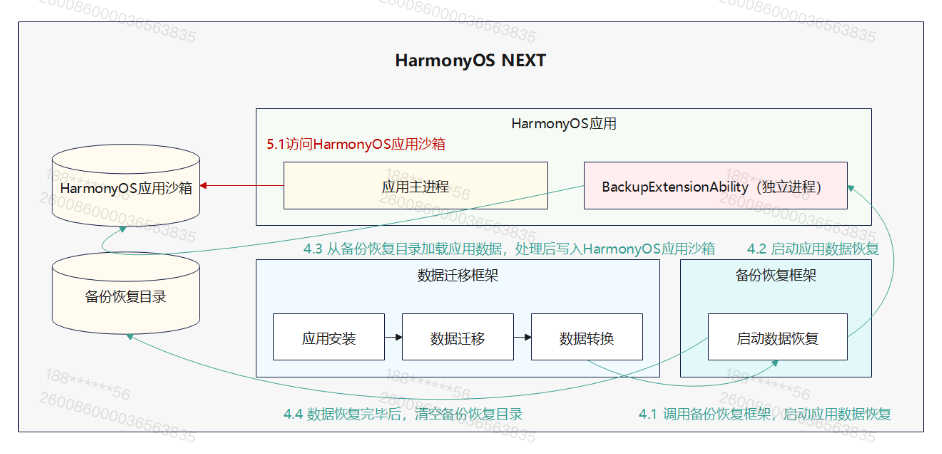 HarmonyOS NEXT
HarmonyOS应用
5.1访问HarmonyOS应用沙箱
HarmonyOS应用沙箱
应用主进程
BackupExtensionAbility（独立进程）
4.3 从备份恢复目录加载应用数据，处理后写入HarmonyOS应用沙箱
4.2 启动应用数据恢复
备份恢复目录
数据迁移框架
备份恢复框架
应用安装
数据迁移
数据转换
启动数据恢复
4.4 数据恢复完毕后，清空备份恢复目录
4.1 调用备份恢复框架，启动应用数据恢复
260086000036563835
260086000036563835
260086000036563835
188******56
260086000036563835
188******56
260086000036563835
188******56
260086000036563835
188******56
260086000036563835
188******56
260086000036563835
188******56
260086000036563835